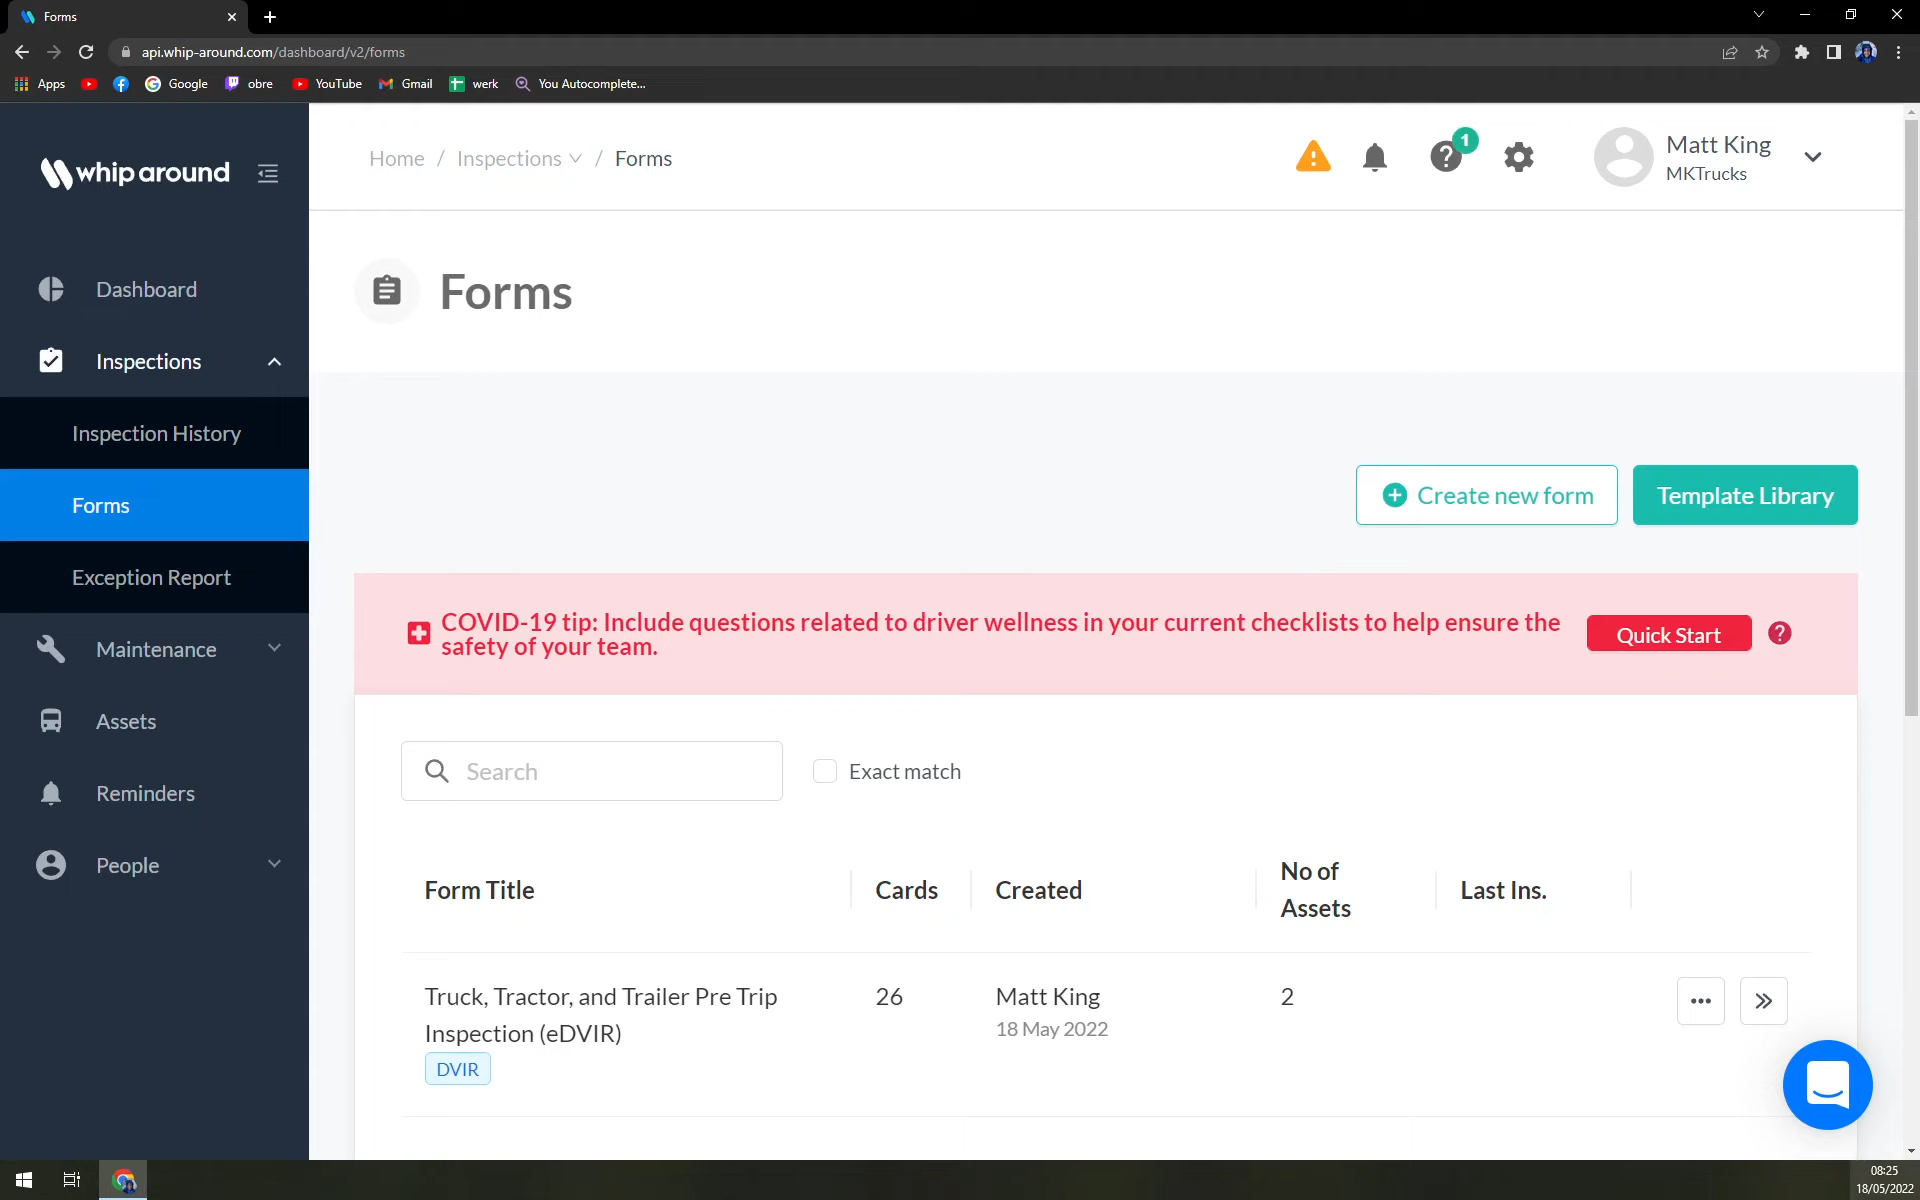 Forms
api.whip-around.com/dashboard/v2/forms
Apps
Google
obre
YouTube
Gmail
werk
You Autocomplete...
whip around
Home / Inspections / Forms
1
Matt King
MKTrucks
Dashboard
Inspections
Inspection History
Forms
Exception Report
Maintenance
Assets
Reminders
People
Forms
Create new form
Template Library
COVID-19 tip: Include questions related to driver wellness in your current checklists to help ensure the
safety of your team.
Quick Start
Search
Exact match
Form Title
Cards
Created
No of
Assets
Last Ins.
Truck, Tractor, and Trailer Pre Trip
Inspection (eDVIR)
DVIR
26
Matt King
18 May 2022
2
08:25
18/05/2022